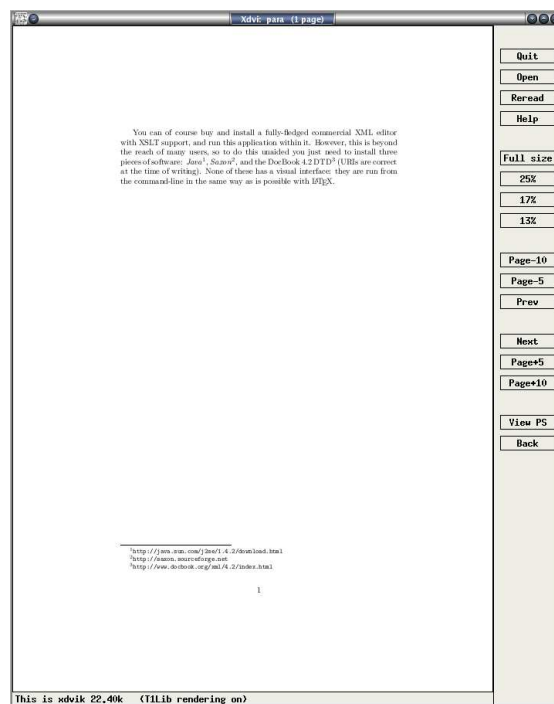 Xdvi: para (1 page)
You can of course buy and install a fully-fledged commercial XML editor
with XSLT support, and run this application within it. However, this is beyond
the reach of many users, so to do this unaided you just need to install three
pieces of software: Java¹, Saxon², and the DocBook 4.2 DTD³ (URIs are correct
at the time of writing). None of these has a visual interface: they are run from
the command-line in the same way as is possible with LATEX.
¹http://java.sun.com/j2se/1.4.2/download.html
²http://saxon.sourceforge.net
³http://www.docbook.org/xml/4.2/index.html
1
Quit
Open
Reread
Help
Full size
25%
17%
13%
Page-10
Page-5
Prev
Next
Page+5
Page+10
View PS
Back
This is xdvik 22.40k (T1Lib rendering on)